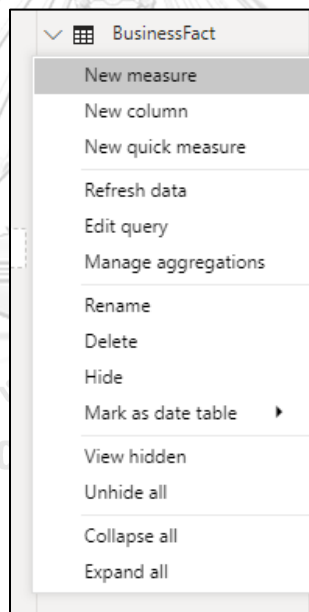 BusinessFact
New measure
New column
New quick measure
Refresh data
Edit query
Manage aggregations
Rename
Delete
Hide
Mark as date table
View hidden
Unhide all
Collapse all
Expand all